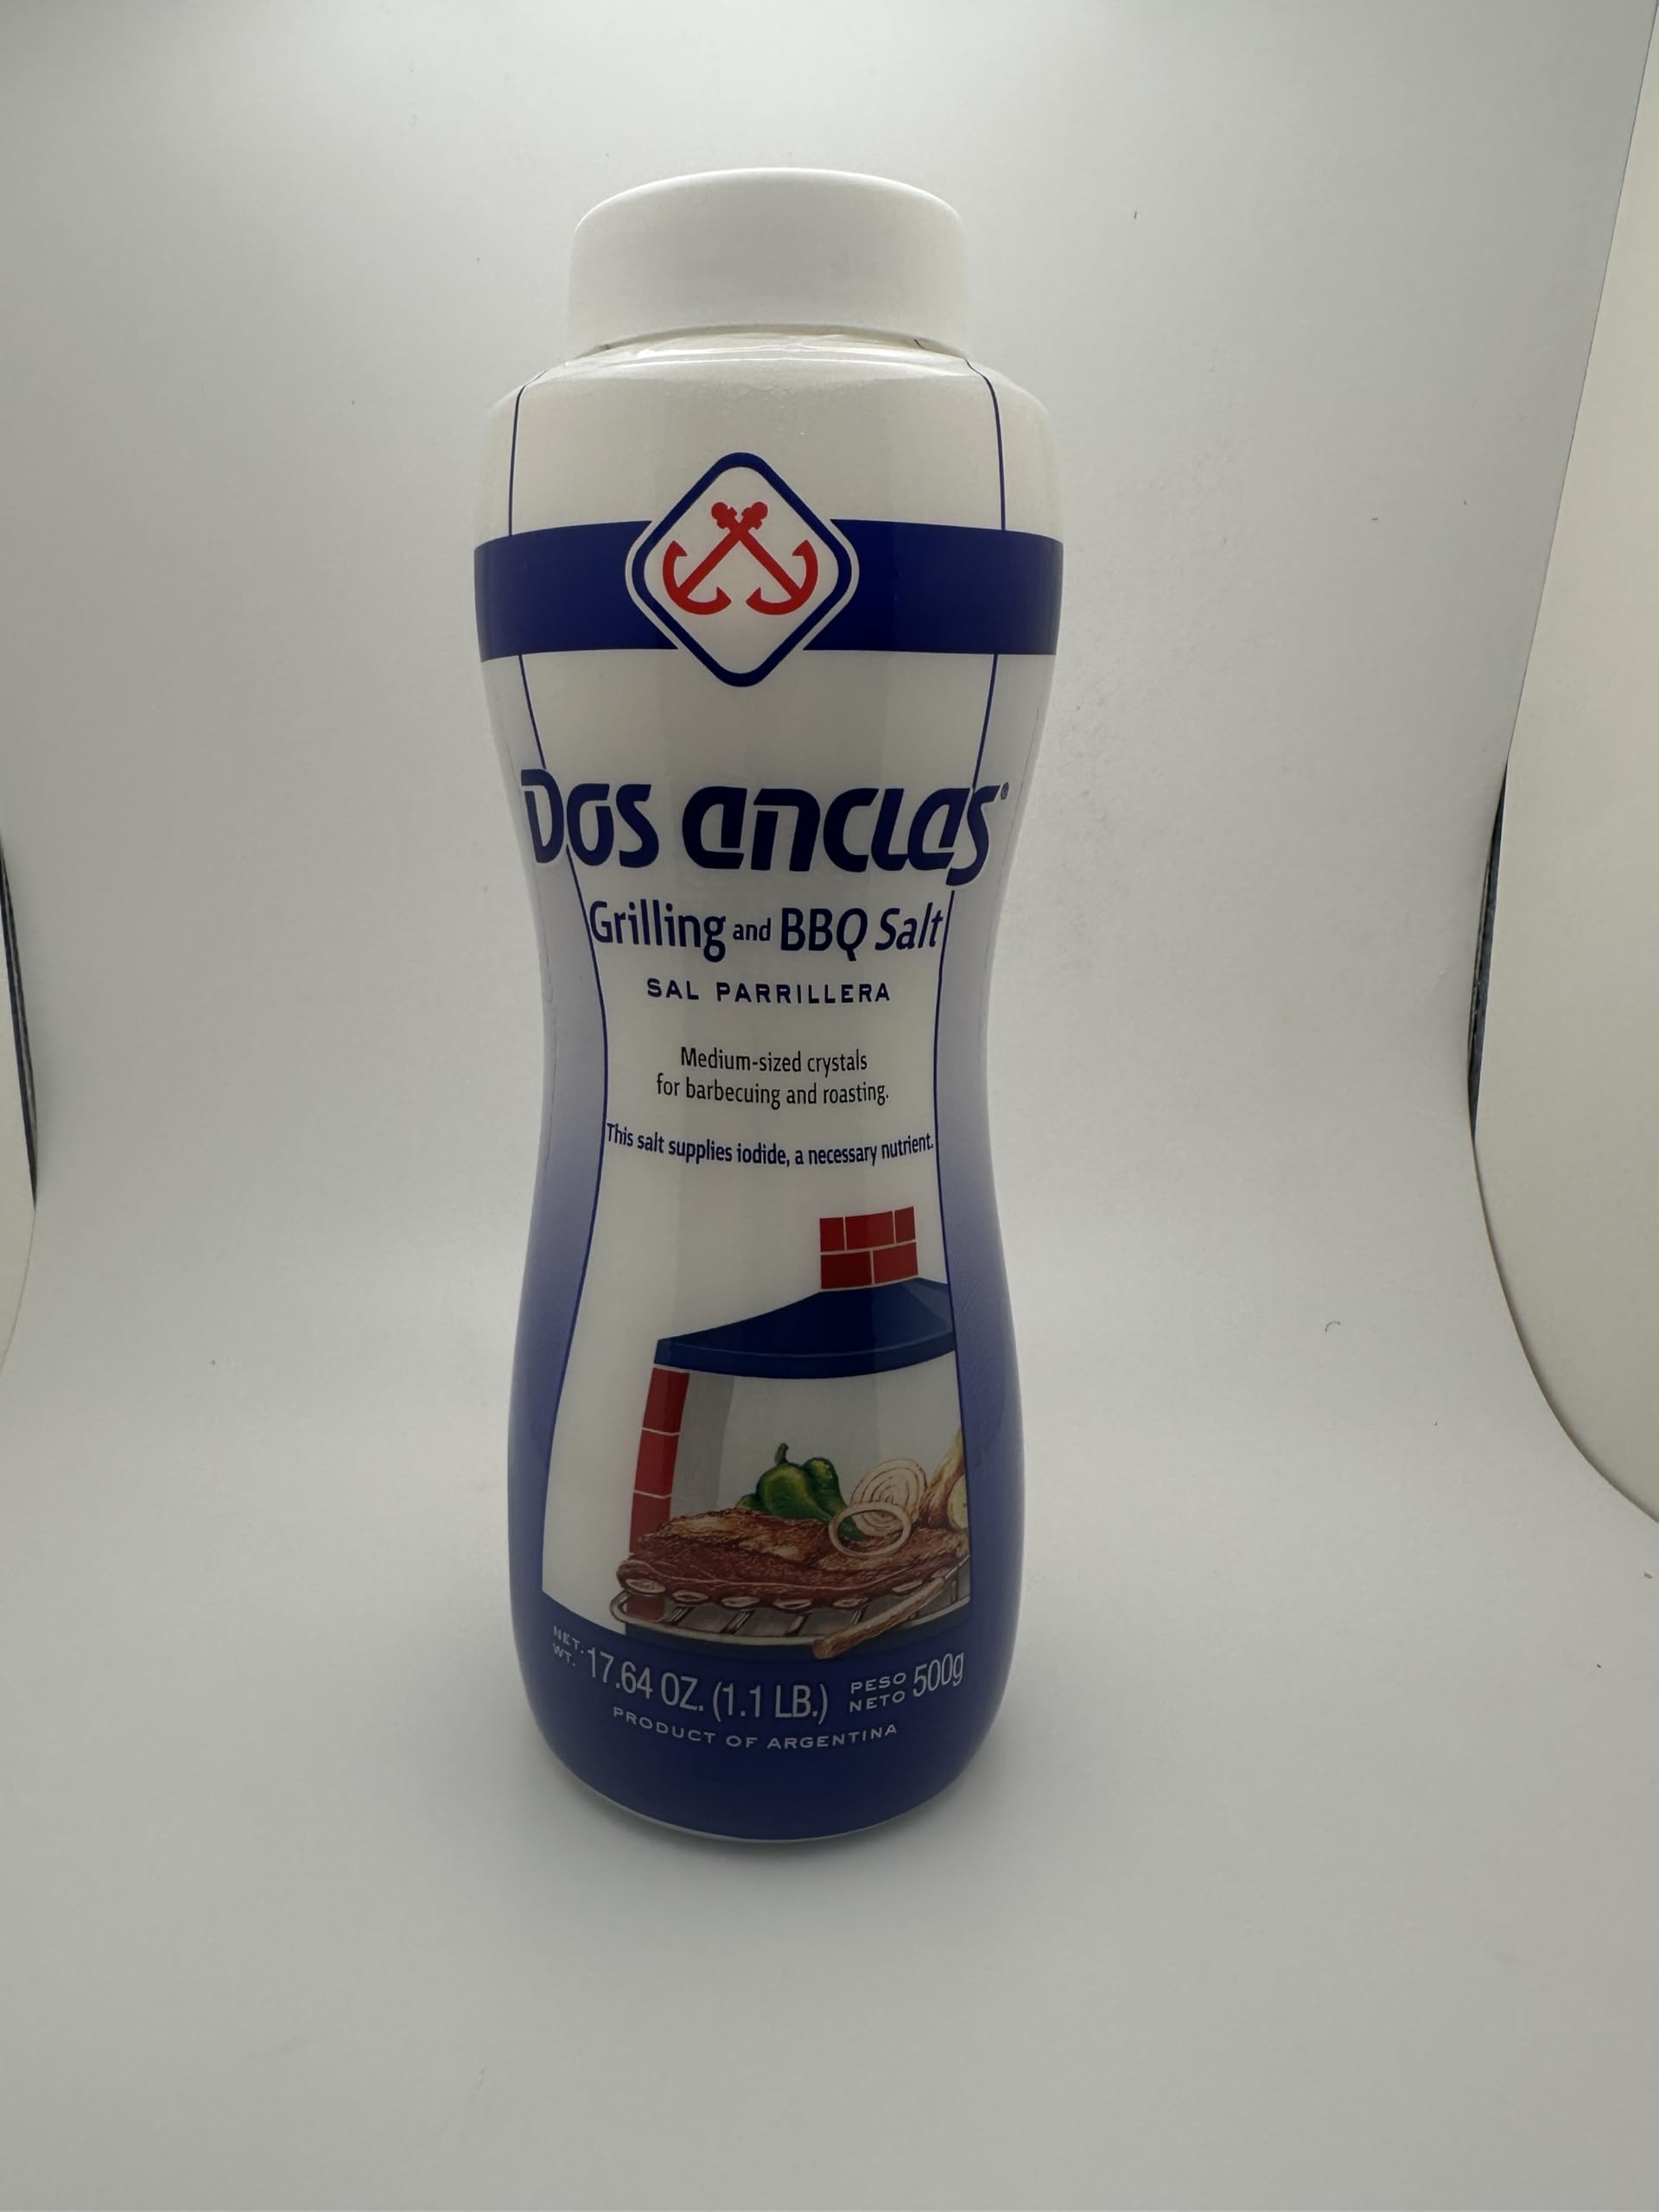 Dos anclas®
Grilling and BBQ Salt
SAL PARRILLERA
Medium-sized crystals
for barbecuing and roasting.
This salt supplies iodide, a necessary nutrient.
NET. WT. 17.64 OZ. (1.1 LB.) PESO NETO 500g
PRODUCT OF ARGENTINA